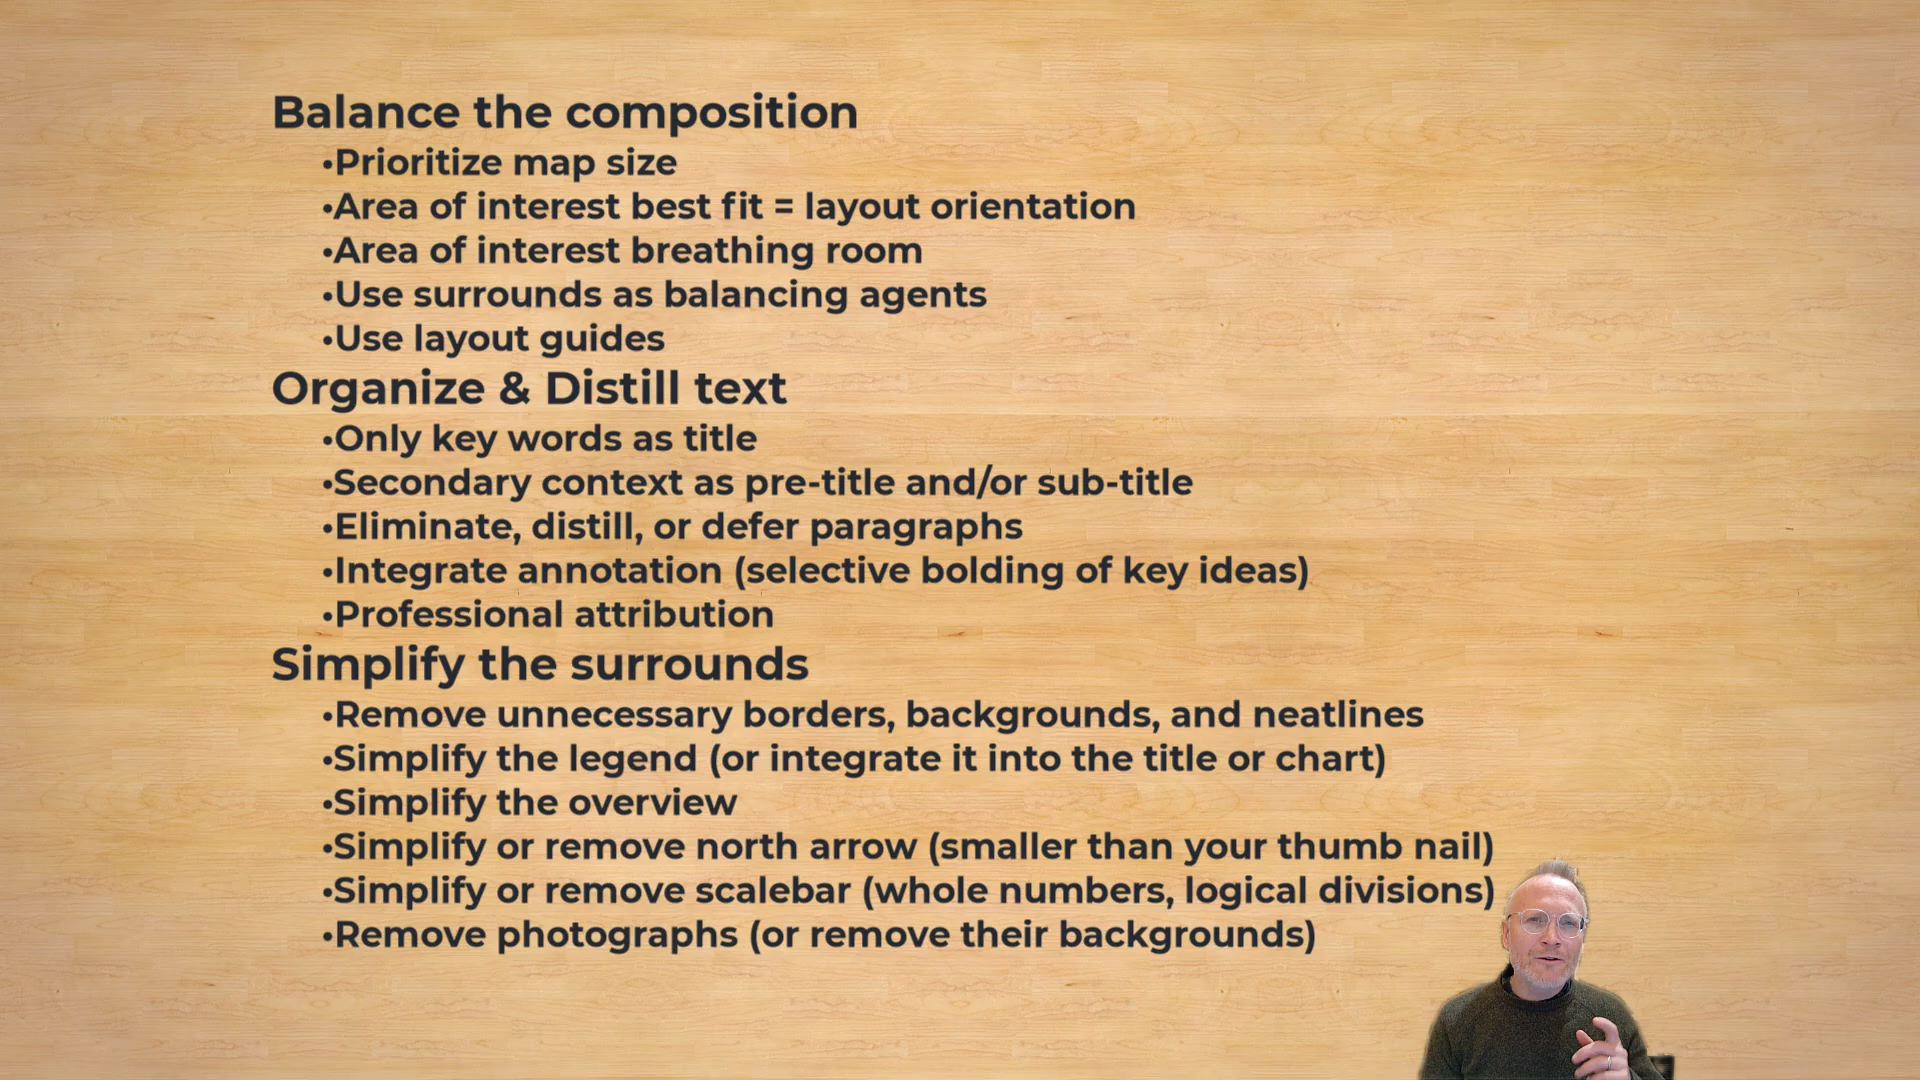 Balance the composition
•Prioritize map size
•Area of interest best fit = layout orientation
•Area of interest breathing room
•Use surrounds as balancing agents
•Use layout guides
Organize & Distill text
•Only key words as title
•Secondary context as pre-title and/or sub-title
•Eliminate, distill, or defer paragraphs
•Integrate annotation (selective bolding of key ideas)
•Professional attribution
Simplify the surrounds
•Remove unnecessary borders, backgrounds, and neatlines
•Simplify the legend (or integrate it into the title or chart)
•Simplify the overview
•Simplify or remove north arrow (smaller than your thumb nail)
•Simplify or remove scalebar (whole numbers, logical divisions)
•Remove photographs (or remove their backgrounds)